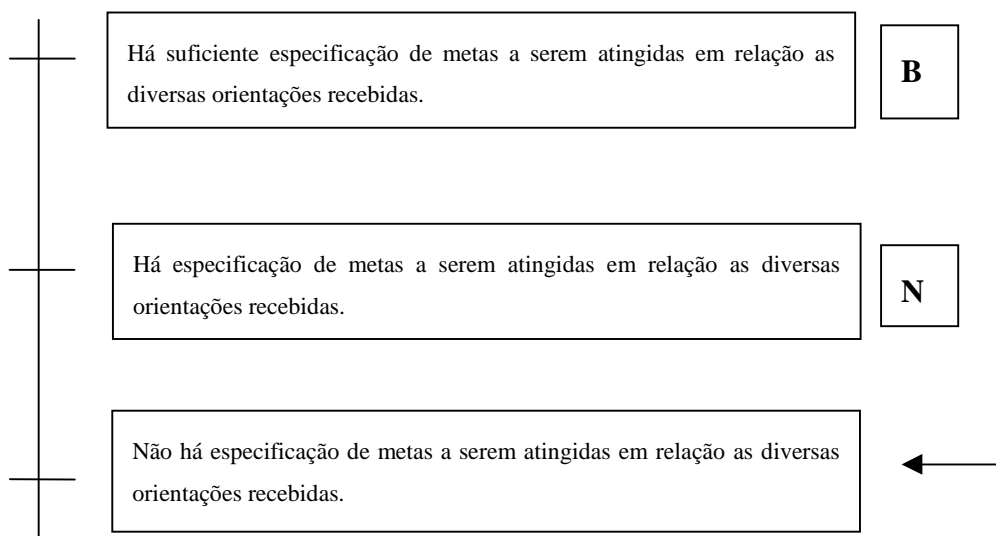 Há suficiente especificação de metas a serem atingidas em relação as
diversas orientações recebidas.
B
Há especificação de metas a serem atingidas em relação as diversas
orientações recebidas.
N
Não há especificação de metas a serem atingidas em relação as diversas
orientações recebidas.